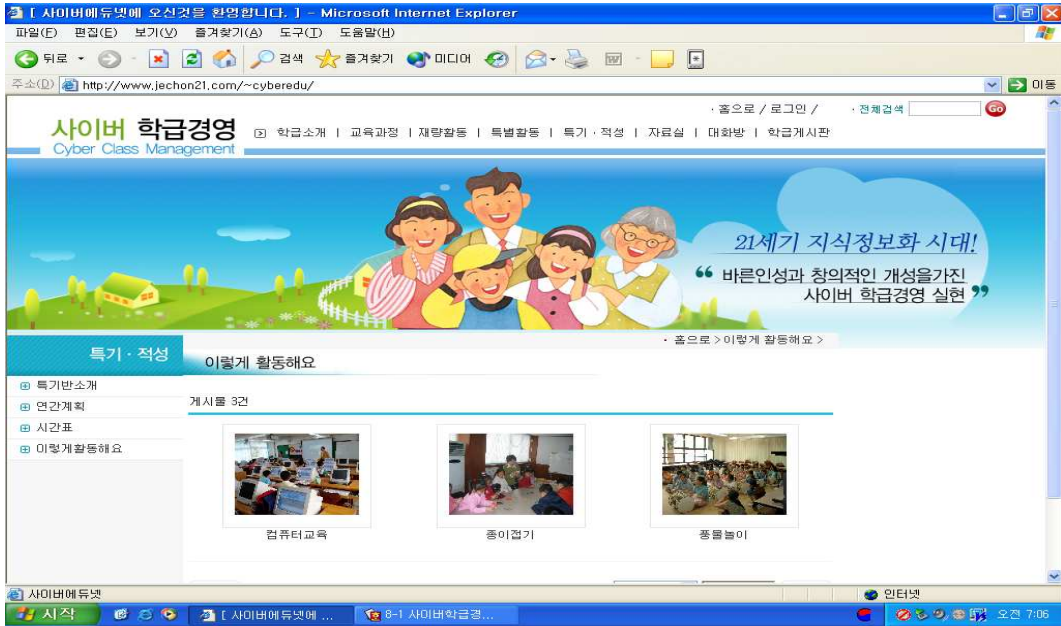 [ 사이버에듀넷에 오신것을 환영합니다. ] - Microsoft Internet Explorer
파일(F) 편집(E) 보기(V) 즐겨찾기(A) 도구(T) 도움말(H)
뒤로 검색 즐겨찾기 미디어
주소(D) http://www.jechon21.com/~cyberedu/ 이동
· 홈으로 / 로그인 / · 전체검색 Go
사이버 학급경영
Cyber Class Management
학급소개 | 교육과정 | 재량활동 | 특별활동 | 특기 · 적성 | 자료실 | 대화방 | 학급게시판
21세기 지식정보화 시대!
“ 바른인성과 창의적인 개성을가진
사이버 학급경영 실현 ”
· 홈으로 > 이렇게 활동해요 >
특기 · 적성
이렇게 활동해요
특기반소개
연간계획
시간표
이렇게활동해요
게시물 3건
컴퓨터교육 종이접기 풍물놀이
사이버에듀넷 인터넷
시작 [ 사이버에듀넷에 ... 8-1 사이버학급경... 오전 7:06